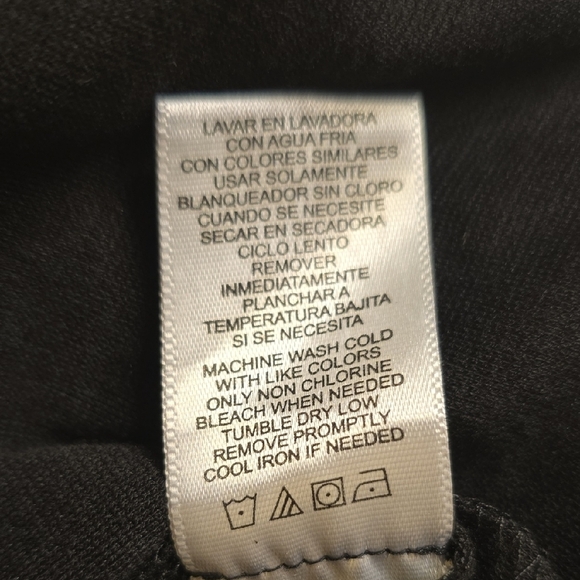 LAVAR EN LAVADORA
CON AGUA FRIA
CON COLORES SIMILARES
USAR SOLAMENTE
BLANQUEADOR SIN CLORO
CUANDO SE NECESITE
SECAR EN SECADORA
CICLO LENTO
REMOVER
INMEDIATAMENTE
PLANCHAR A
TEMPERATURA BAJITA
SI SE NECESITA
MACHINE WASH COLD
WITH LIKE COLORS
ONLY NON CHLORINE
BLEACH WHEN NEEDED
TUMBLE DRY LOW
REMOVE PROMPTLY
COOL IRON IF NEEDED